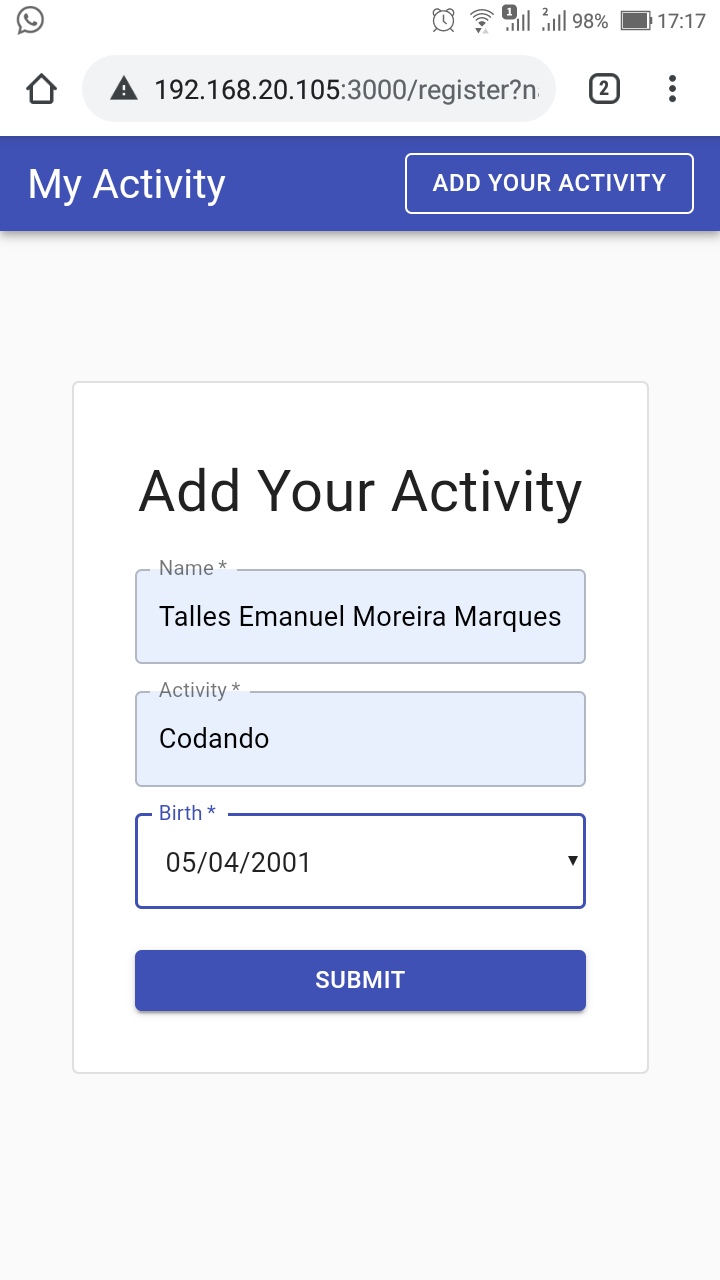 1 2 98% 17:17
192.168.20.105:3000/register?n 2
My Activity ADD YOUR ACTIVITY
Add Your Activity
Name *
Talles Emanuel Moreira Marques
Activity *
Codando
Birth *
05/04/2001
SUBMIT